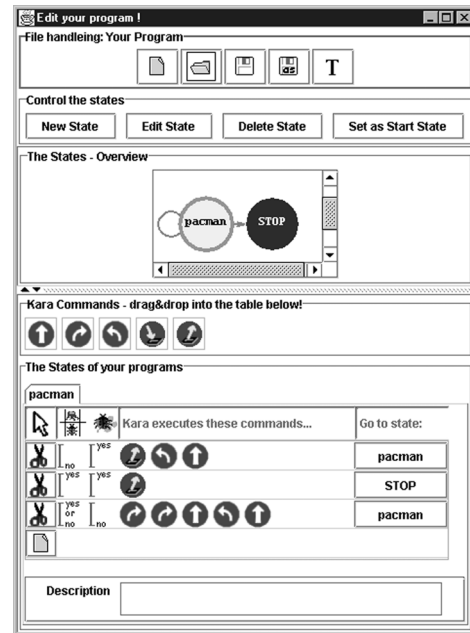 Edit your program !
File handleing: Your Program
as T
Control the states
New State Edit State Delete State Set as Start State
The States - Overview
pacman STOP
Kara Commands - drag&drop into the table below!
The States of your programs
pacman
Kara executes these commands... Go to state:
no yes pacman
yes yes STOP
yes or no no pacman
Description